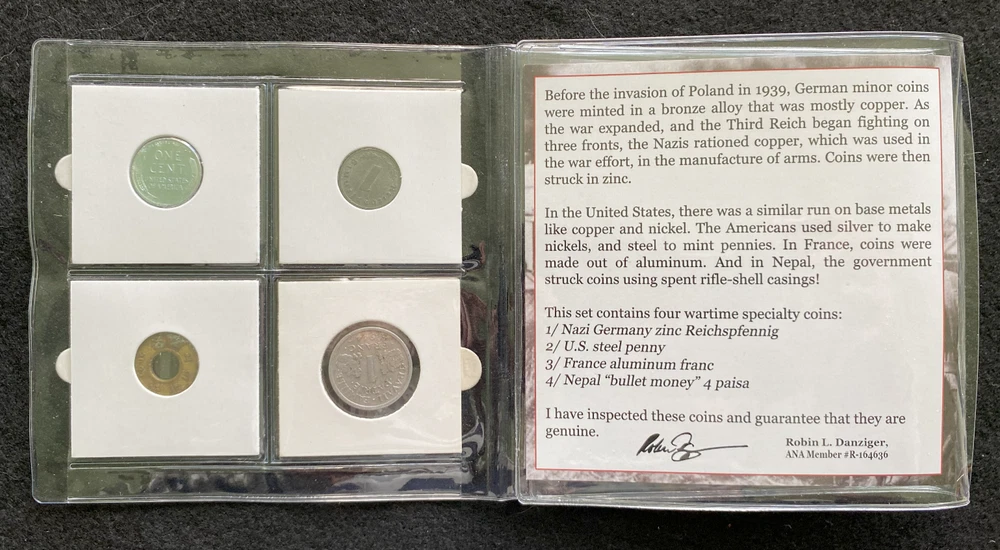 ONE
CENT
UNITED STATES
OF AMERICA
1
Before the invasion of Poland in 1939, German minor coins
were minted in a bronze alloy that was mostly copper. As
the war expanded, and the Third Reich began fighting on
three fronts, the Nazis rationed copper, which was used in
the war effort, in the manufacture of arms. Coins were then
struck in zinc.
In the United States, there was a similar run on base metals
like copper and nickel. The Americans used silver to make
nickels, and steel to mint pennies. In France, coins were
made out of aluminum. And in Nepal, the government
struck coins using spent rifle-shell casings!
This set contains four wartime specialty coins:
1/ Nazi Germany zinc Reichspfennig
2/ U.S. steel penny
3/ France aluminum franc
4/ Nepal “bullet money” 4 paisa
I have inspected these coins and guarantee that they are
genuine.
Robin L. Danziger,
ANA Member #R-164636